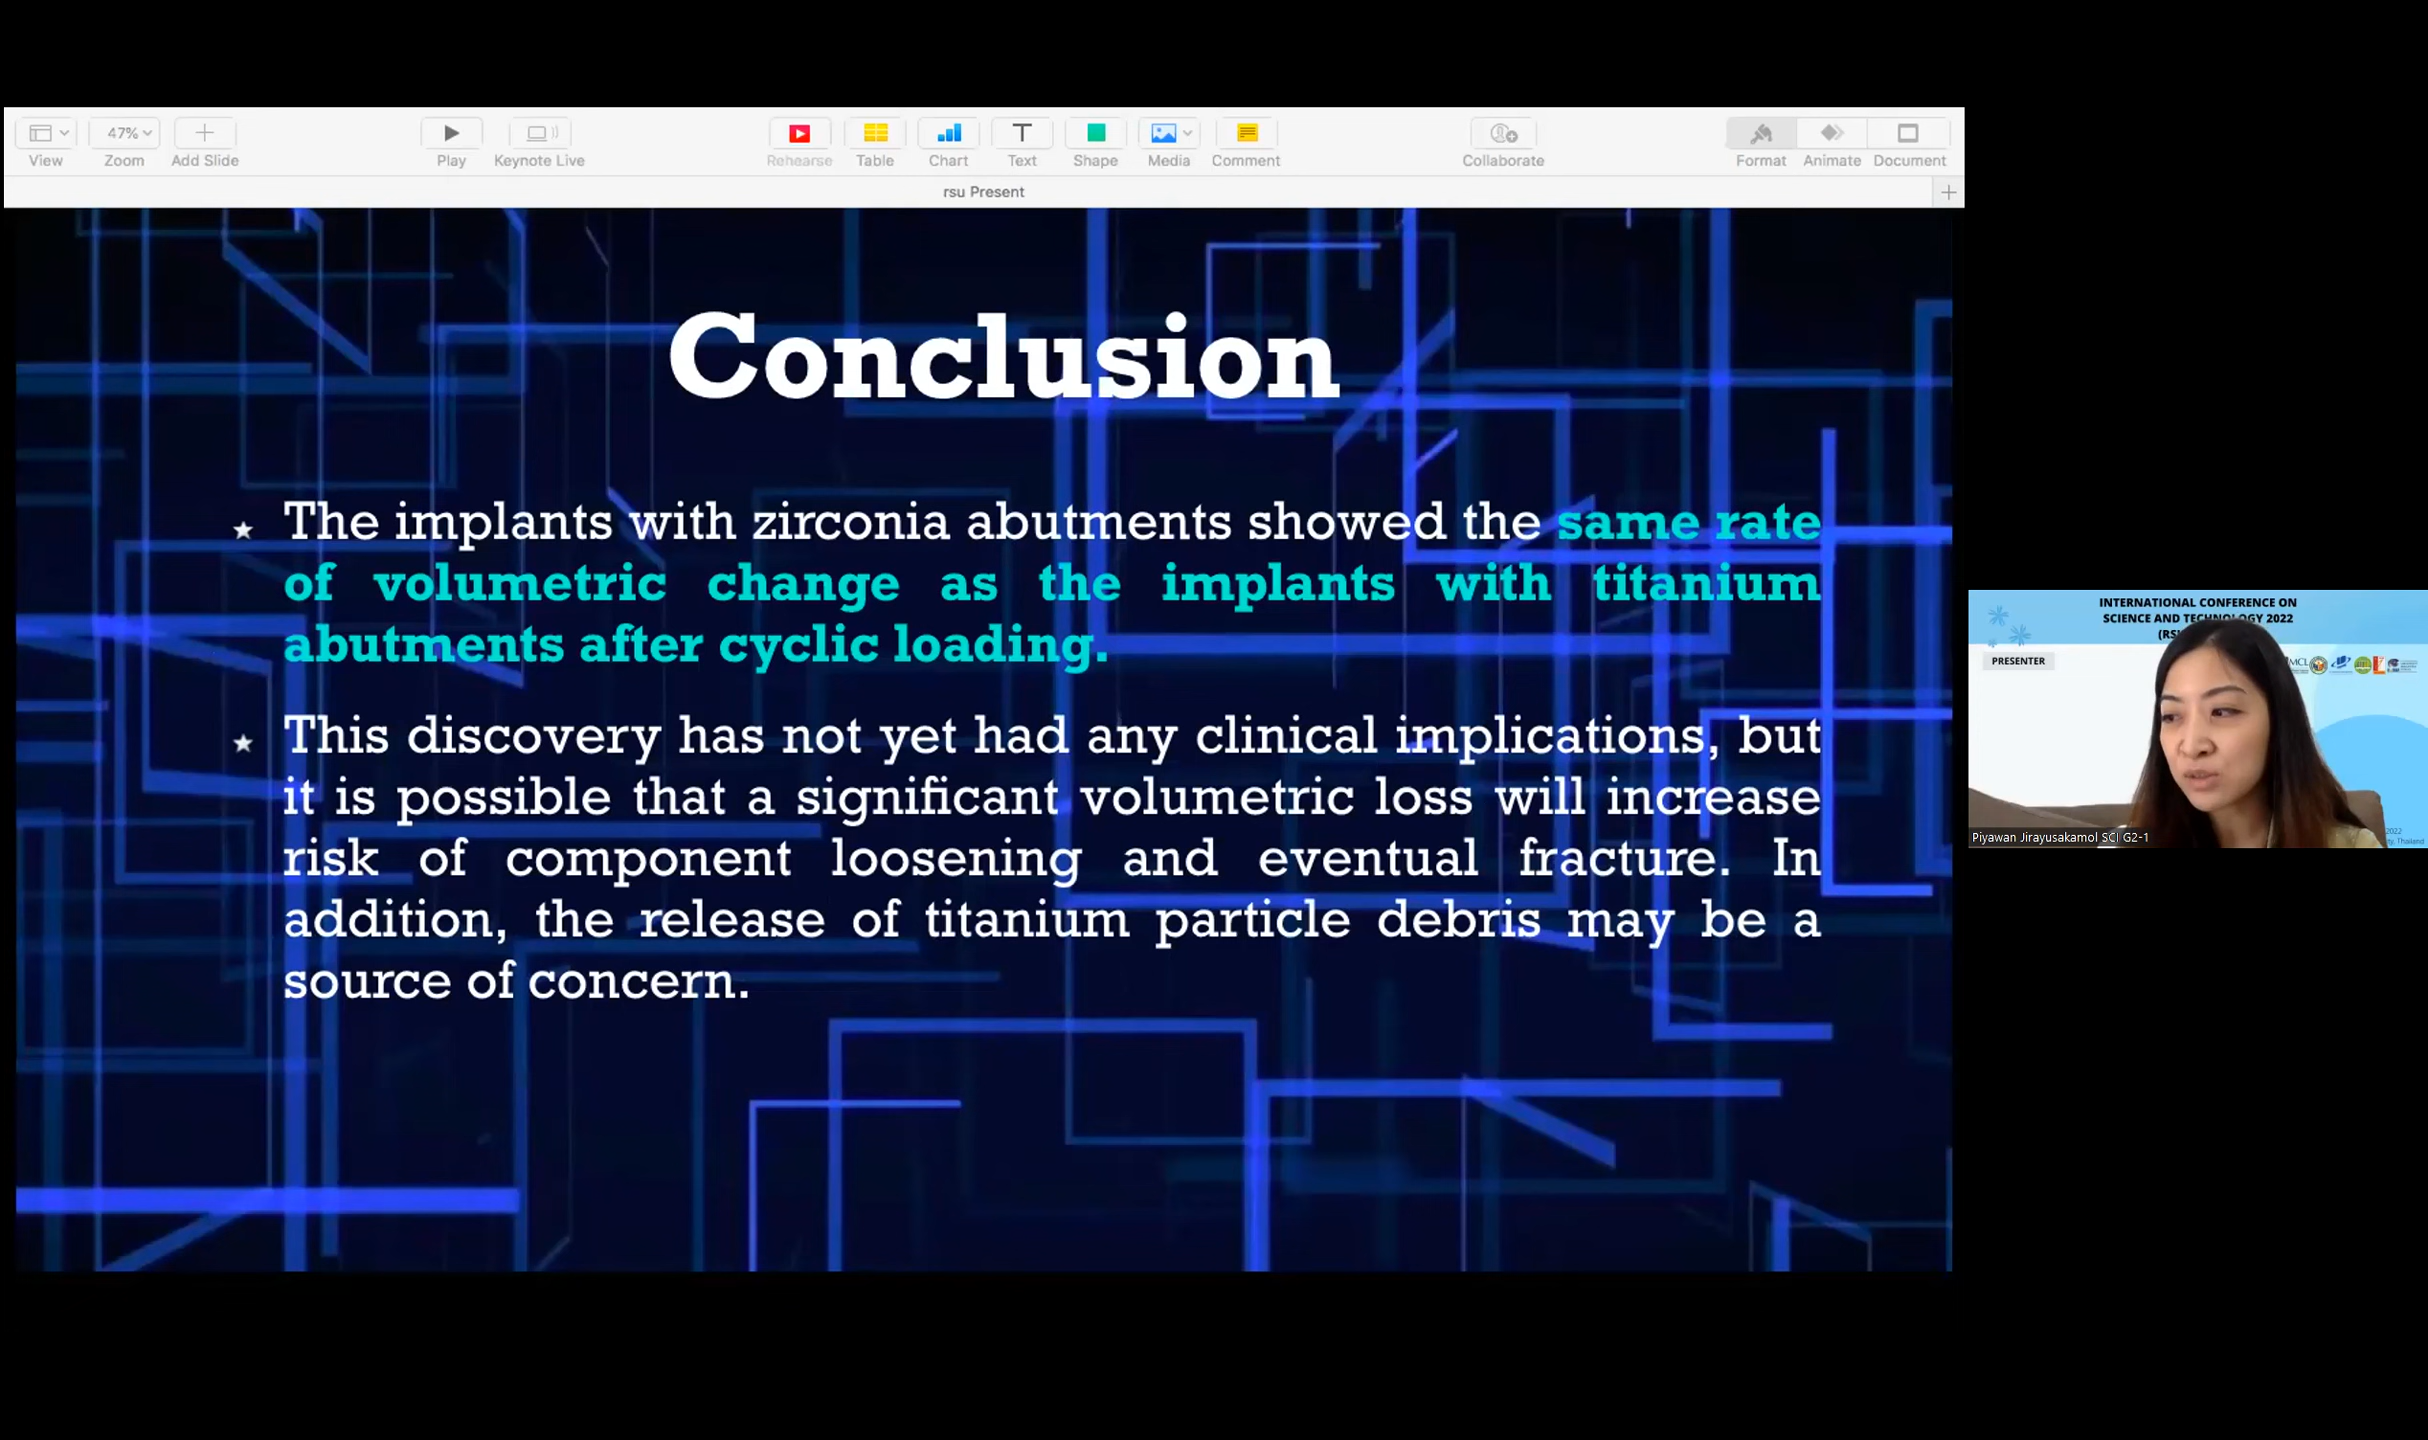 47%
View
Zoom
Add Slide
Play
Keynote Live
Rehearse
Table
Chart
Text
Shape
Media
Comment
Collaborate
Format
Animate
Document
rsu Present
Conclusion
The implants with zirconia abutments showed the same rate
of volumetric change as the implants with titanium
abutments after cyclic loading.
This discovery has not yet had any clinical implications, but
it is possible that a significant volumetric loss will increase
risk of component loosening and eventual fracture. In
addition, the release of titanium particle debris may be a
source of concern.
INTERNATIONAL CONFERENCE ON
SCIENCE AND TECHNOLOGY 2022
PRESENTER
MCL
2022
Thailand
Piyawan Jirayusakamol SCI G2-1